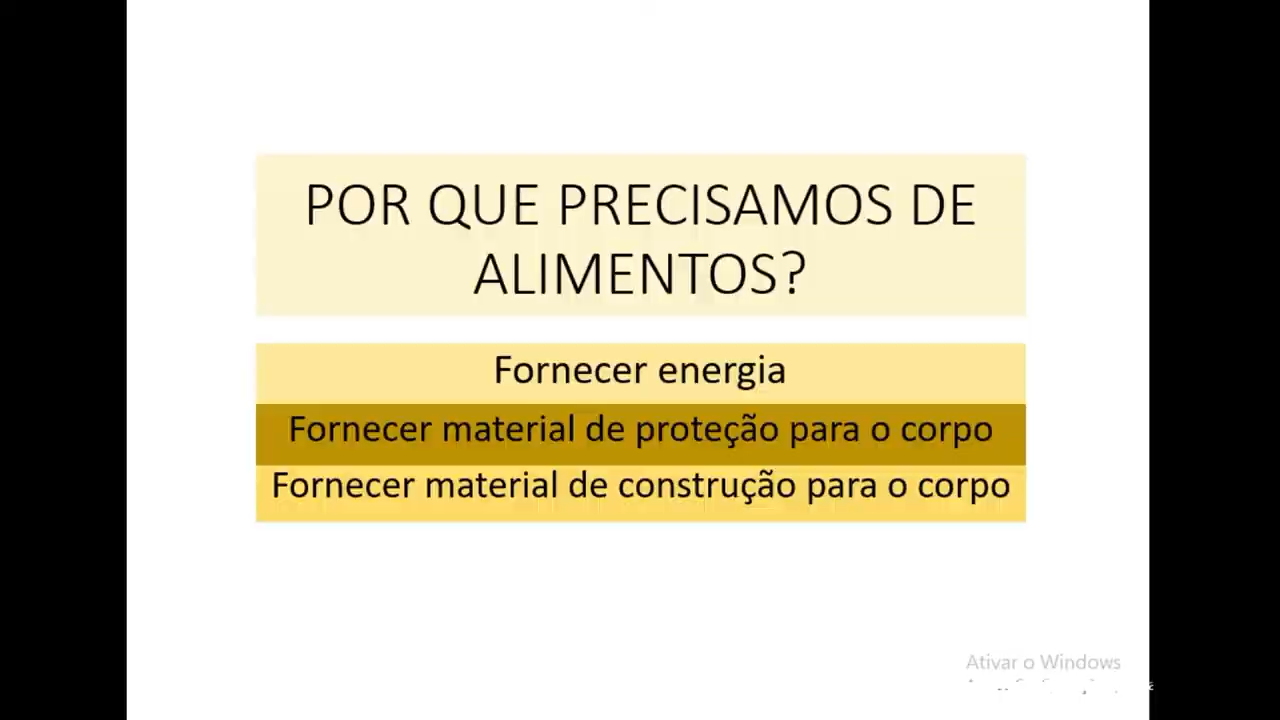 POR QUE PRECISAMOS DE
ALIMENTOS?
Fornecer energia
Fornecer material de proteção para o corpo
Fornecer material de construção para o corpo
Ativar o Windows